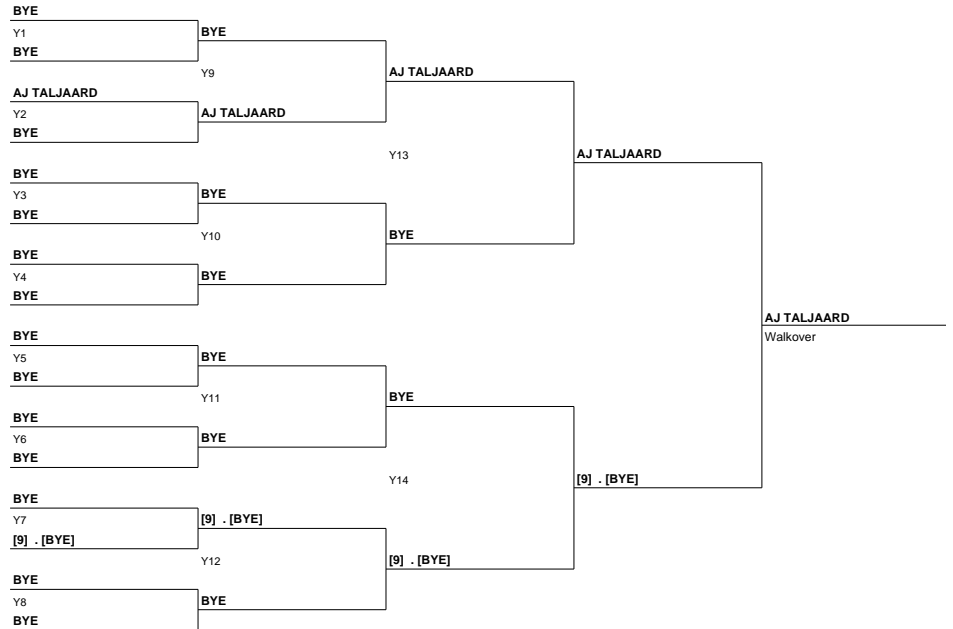 BYE
Y1
BYE
BYE
Y9
AJ TALJAARD
AJ TALJAARD
Y2
AJ TALJAARD
BYE
Y13
AJ TALJAARD
BYE
Y3
BYE
BYE
Y10
BYE
BYE
Y4
BYE
BYE
AJ TALJAARD
Walkover
BYE
Y5
BYE
BYE
Y11
BYE
BYE
Y6
BYE
BYE
Y14
[9] . [BYE]
BYE
Y7
[9] . [BYE]
[9] . [BYE]
Y12
[9] . [BYE]
BYE
Y8
BYE
BYE